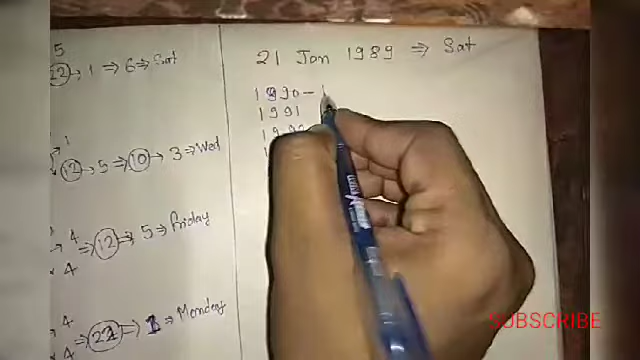 5
22 → 1 ⇒ 6 ⇒ Sat
1
12 → 5 ⇒ 10 → 3 ⇒ Wed
→ 4 ⇒ 12 ⇒ 5 ⇒ Friday
4
→ 4 ⇒ 22 ⇒ 1 ⇒ Monday
4
21 Jan 1989 ⇒ Sat
1990 – 1
1991
SUBSCRIBE